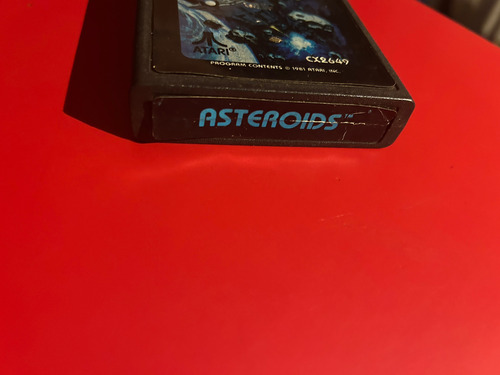 ATARI®
CX2649
PROGRAM CONTENTS © 1981 ATARI, INC.
ASTEROIDS™